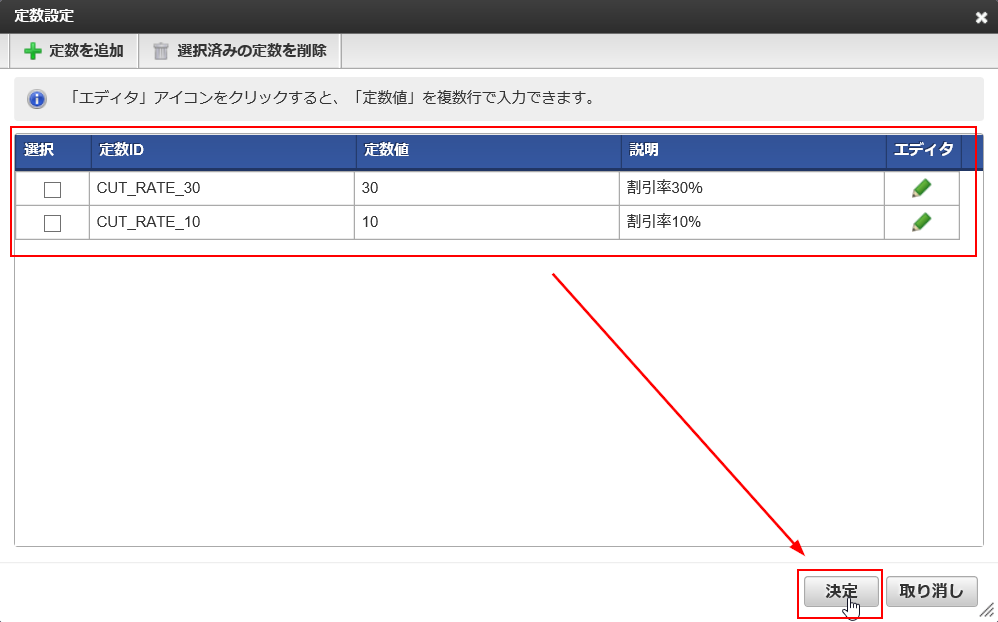 定数設定
定数を追加 選択済みの定数を削除
「エディタ」アイコンをクリックすると、「定数値」を複数行で入力できます。
選択 定数ID 定数値 説明 エディタ
CUT_RATE_30 30 割引率30%
CUT_RATE_10 10 割引率10%
決定 取り消し